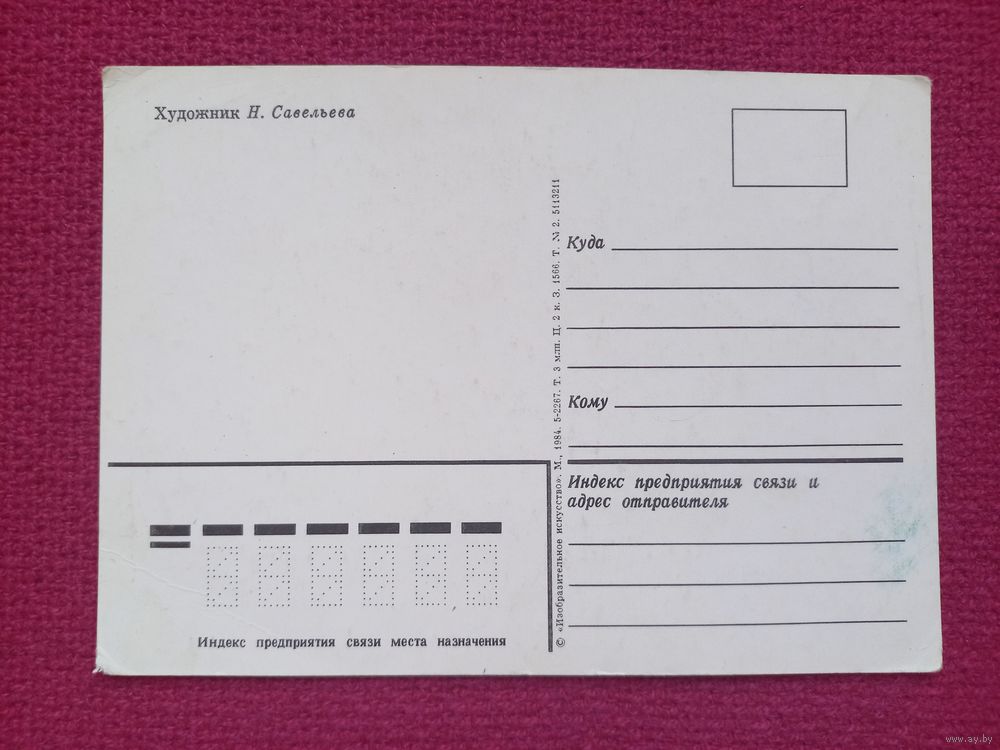 Художник Н. Савельева
© «Изобразительное искусство». М., 1984. 5-2267. Т. 3 млн. Ц. 2 к. З. 1566. Т. № 2. 5113211
Куда
Кому
Индекс предприятия связи и
адрес отправителя
Индекс предприятия связи места назначения
www.ay.by